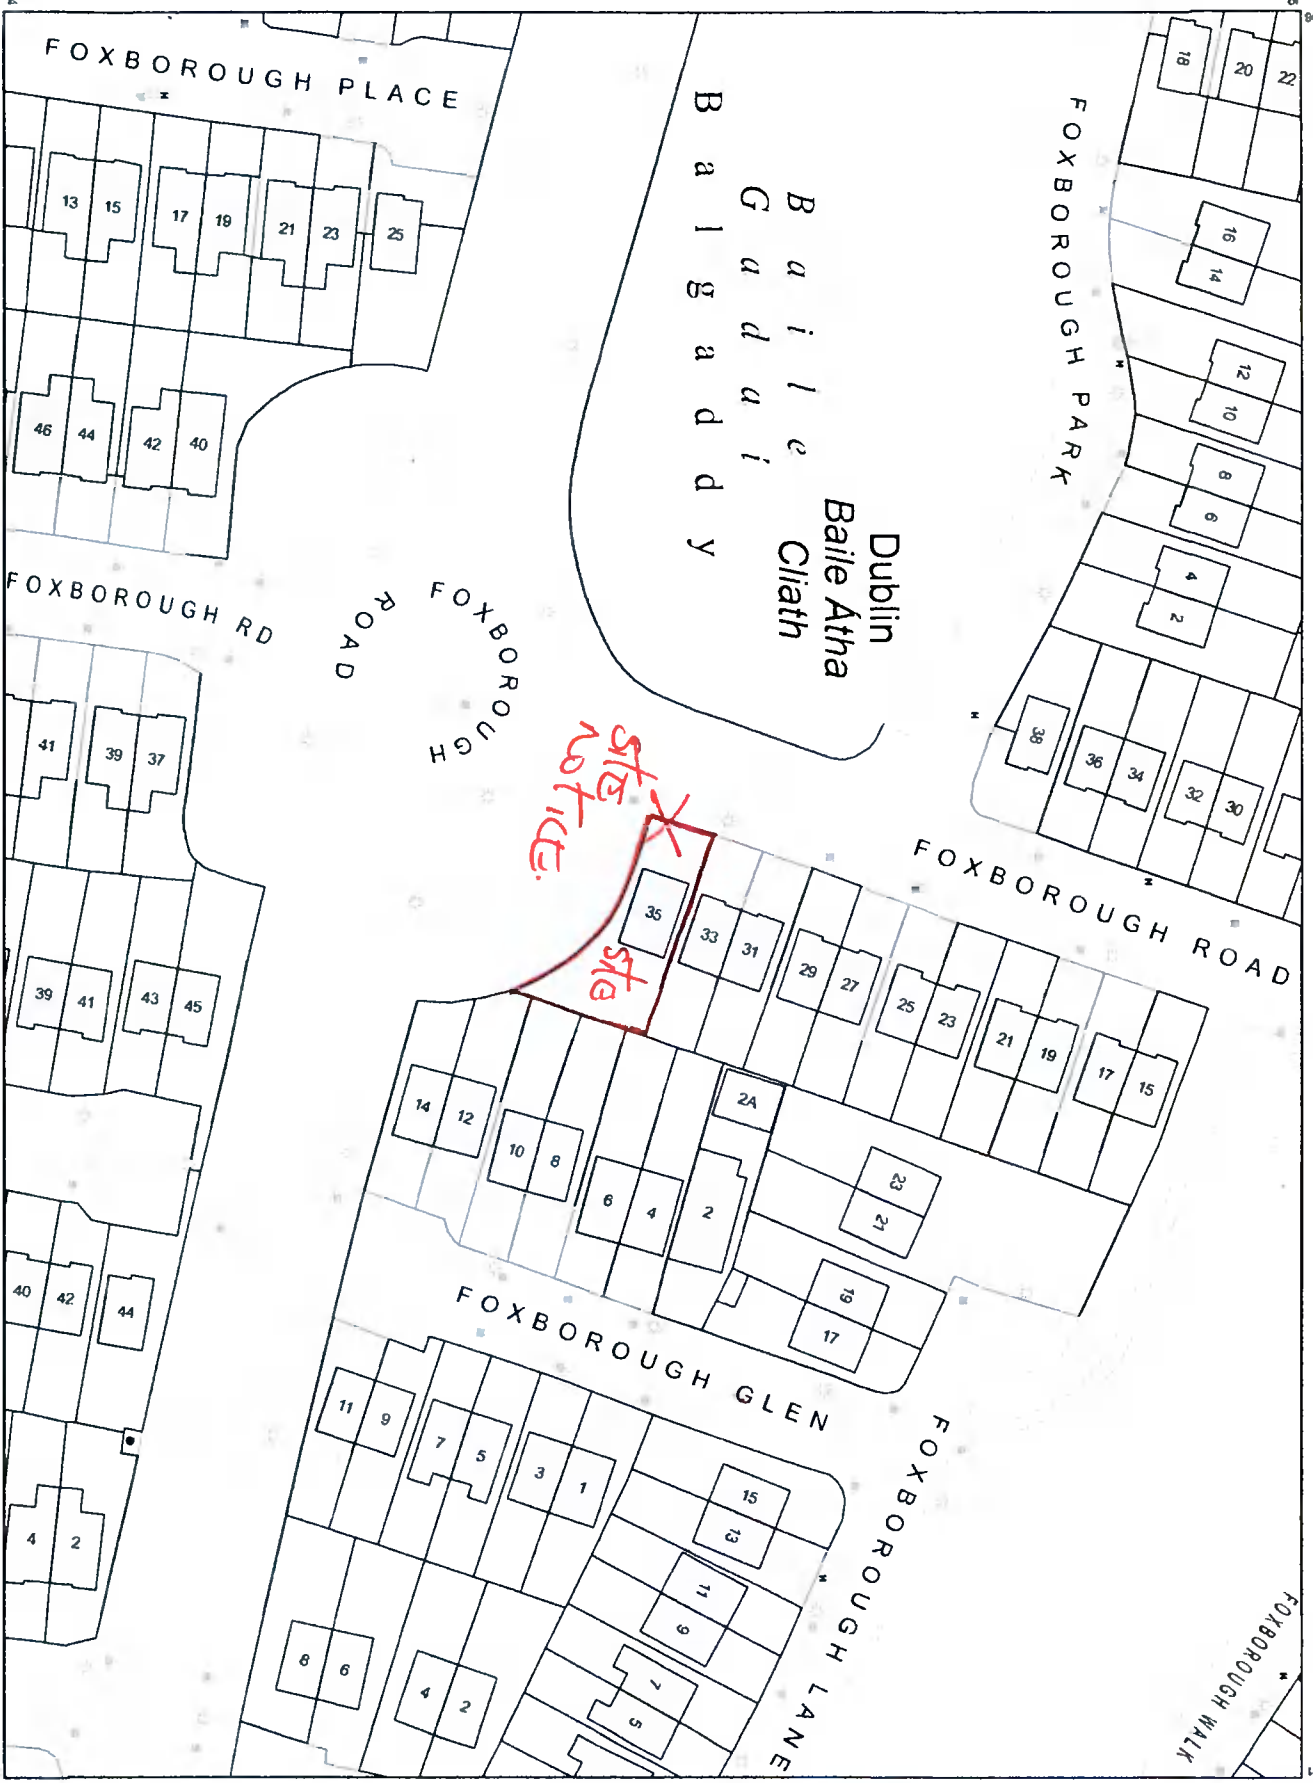 FOXBOROUGH PLACE
13 15 17 19 21 23 25
46 44 42 40
Balgaddy
Baile
Gadaí
Dublin
Baile Átha
Cliath
FOXBOROUGH PARK
18 20 22
16 14
12 10
8 6
4 2
38 36 34 32 30
FOXBOROUGH RD
FOXBOROUGH
ROAD
41 39 37
39 41 43 45
SITE
NOTICE.
X
35
SITE
FOXBOROUGH ROAD
33 31 29 27 25 23 21 19 17 15
14 12 10 8 6 4 2
2A
23 21
19 17
40 42 44
4 2
FOXBOROUGH GLEN
11 9 7 5 3 1
15 13
11 9
7 5
8 6 4 2
FOXBOROUGH LANE
FOXBOROUGH WALK